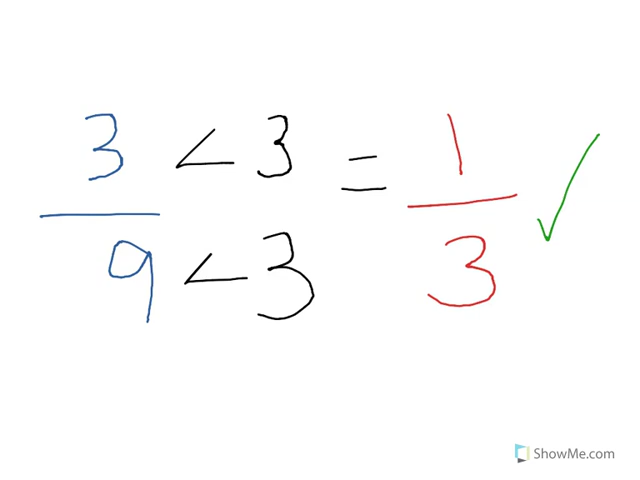 3 < 3 = 1
9 < 3 3 ✓
ShowMe.com